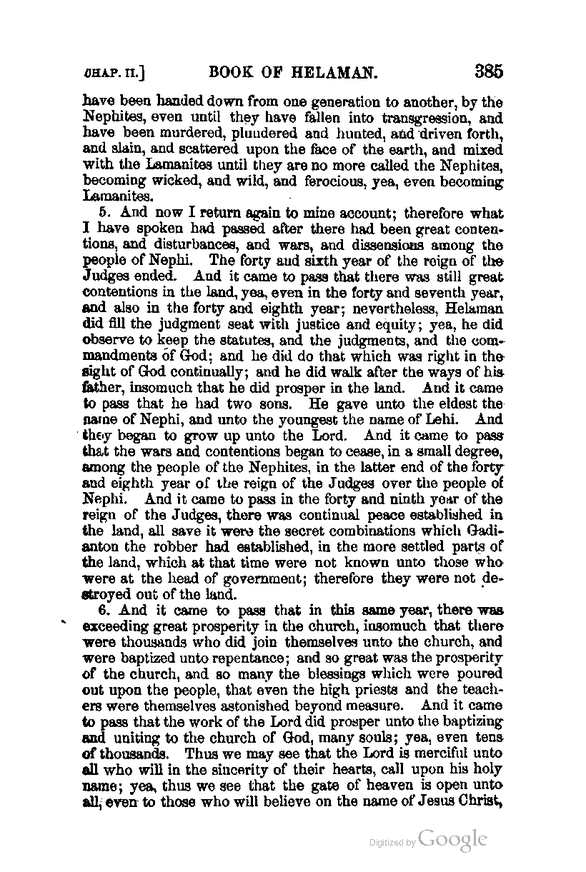 CHAP. II.] BOOK OF HELAMAN. 385
have been handed down from one generation to another, by the
Nephites, even until they have fallen into transgression, and
have been murdered, plundered and hunted, and driven forth,
and slain, and scattered upon the face of the earth, and mixed
with the Lamanites until they are no more called the Nephites,
becoming wicked, and wild, and ferocious, yea, even becoming
Lamanites.
5. And now I return again to mine account; therefore what
I have spoken had passed after there had been great conten-
tions, and disturbances, and wars, and dissensions among the
people of Nephi. The forty and sixth year of the reign of the
Judges ended. And it came to pass that there was still great
contentions in the land, yea, even in the forty and seventh year,
and also in the forty and eighth year; nevertheless, Helaman
did fill the judgment seat with justice and equity; yea, he did
observe to keep the statutes, and the judgments, and the com-
mandments of God; and he did do that which was right in the
sight of God continually; and he did walk after the ways of his
father, insomuch that he did prosper in the land. And it came
to pass that he had two sons. He gave unto the eldest the
name of Nephi, and unto the youngest the name of Lehi. And
they began to grow up unto the Lord. And it came to pass
that the wars and contentions began to cease, in a small degree,
among the people of the Nephites, in the latter end of the forty
and eighth year of the reign of the Judges over the people of
Nephi. And it came to pass in the forty and ninth year of the
reign of the Judges, there was continual peace established in
the land, all save it were the secret combinations which Gadi-
anton the robber had established, in the more settled parts of
the land, which at that time were not known unto those who
were at the head of government; therefore they were not de-
stroyed out of the land.
6. And it came to pass that in this same year, there was
exceeding great prosperity in the church, insomuch that there
were thousands who did join themselves unto the church, and
were baptized unto repentance; and so great was the prosperity
of the church, and so many the blessings which were poured
out upon the people, that even the high priests and the teach-
ers were themselves astonished beyond measure. And it came
to pass that the work of the Lord did prosper unto the baptizing
and uniting to the church of God, many souls; yea, even tens
of thousands. Thus we may see that the Lord is merciful unto
all who will in the sincerity of their hearts, call upon his holy
name; yea, thus we see that the gate of heaven is open unto
all, even to those who will believe on the name of Jesus Christ,
Digitized by Google